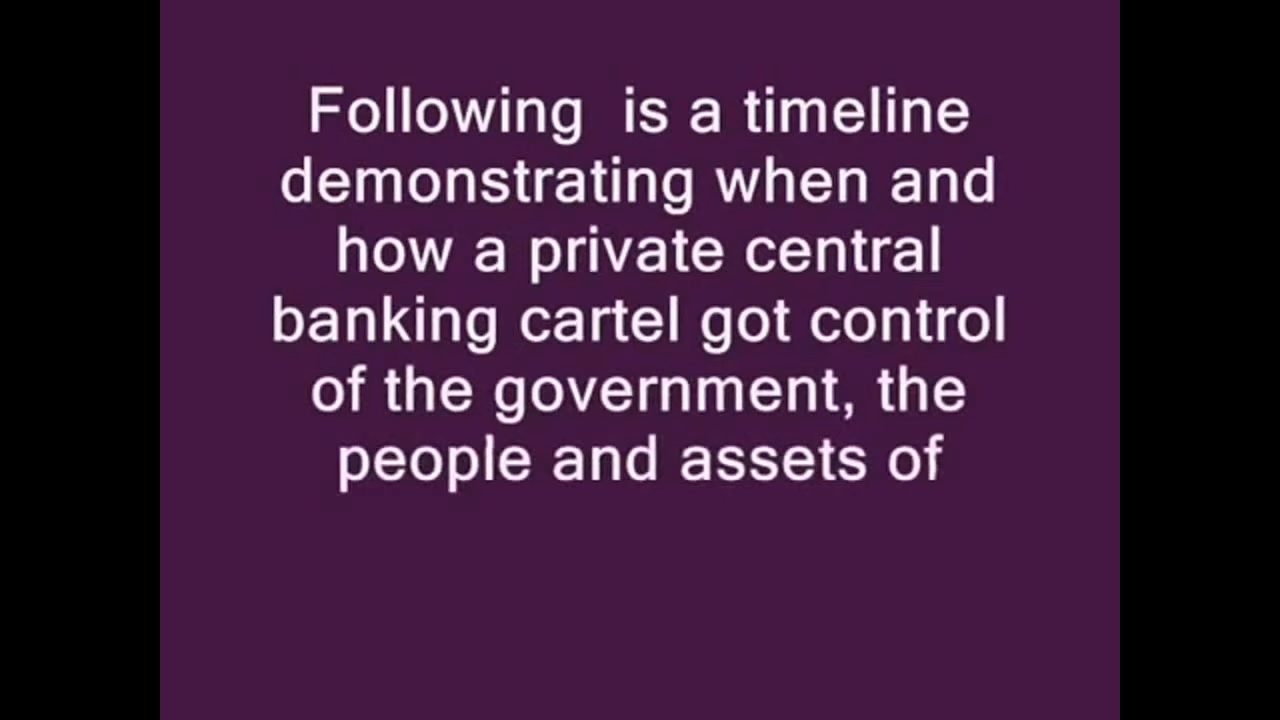 Following  is a timeline
demonstrating when and
how a private central
banking cartel got control
of the government, the
people and assets of